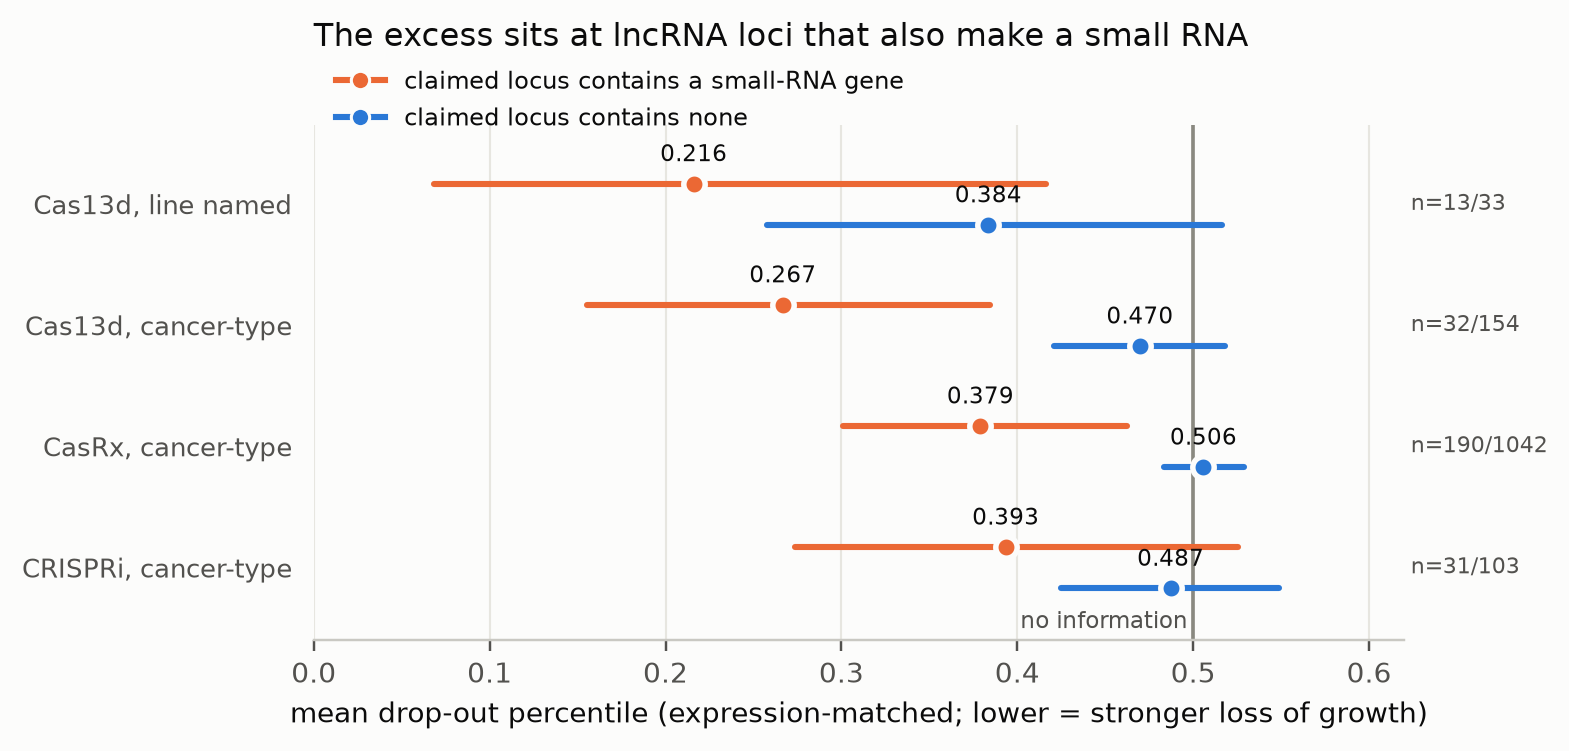 The excess sits at lncRNA loci that also make a small RNA
claimed locus contains a small-RNA gene
claimed locus contains none
0.216
0.384
Cas13d, line named
n=13/33
0.267
0.470
Cas13d, cancer-type
n=32/154
0.379
0.506
CasRx, cancer-type
n=190/1042
0.393
0.487
CRISPRi, cancer-type
n=31/103
no information
0.0 0.1 0.2 0.3 0.4 0.5 0.6
mean drop-out percentile (expression-matched; lower = stronger loss of growth)